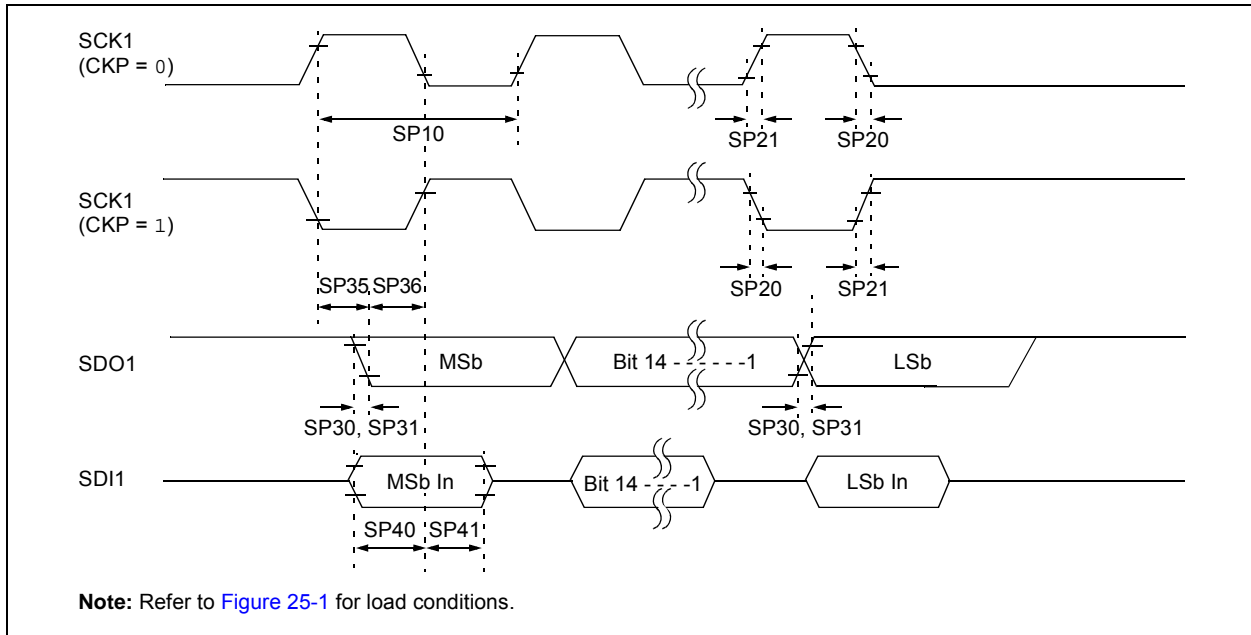 SCK1
(CKP = 0)
SP10
SP21
SP20
SCK1
(CKP = 1)
SP35 SP36
SP20
SP21
SDO1
MSb
Bit 14 - - - - - -1
LSb
SP30, SP31
SP30, SP31
SDI1
MSb In
Bit 14 - - - -1
LSb In
SP40
SP41
Note: Refer to Figure 25-1 for load conditions.